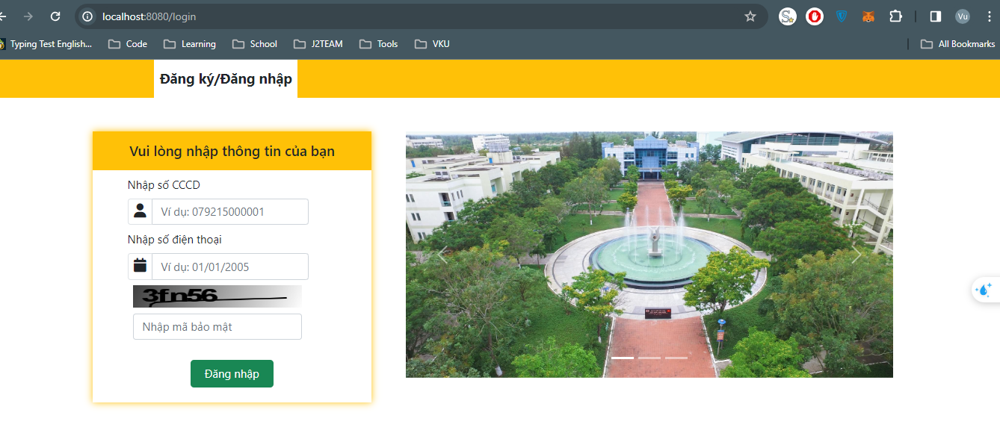 localhost:8080/login
Vu
Typing Test English...
Code
Learning
School
J2TEAM
Tools
VKU
All Bookmarks
Đăng ký/Đăng nhập
Vui lòng nhập thông tin của bạn
Nhập số CCCD
Ví dụ: 079215000001
Nhập số điện thoại
Ví dụ: 01/01/2005
3fn56
Nhập mã bảo mật
Đăng nhập